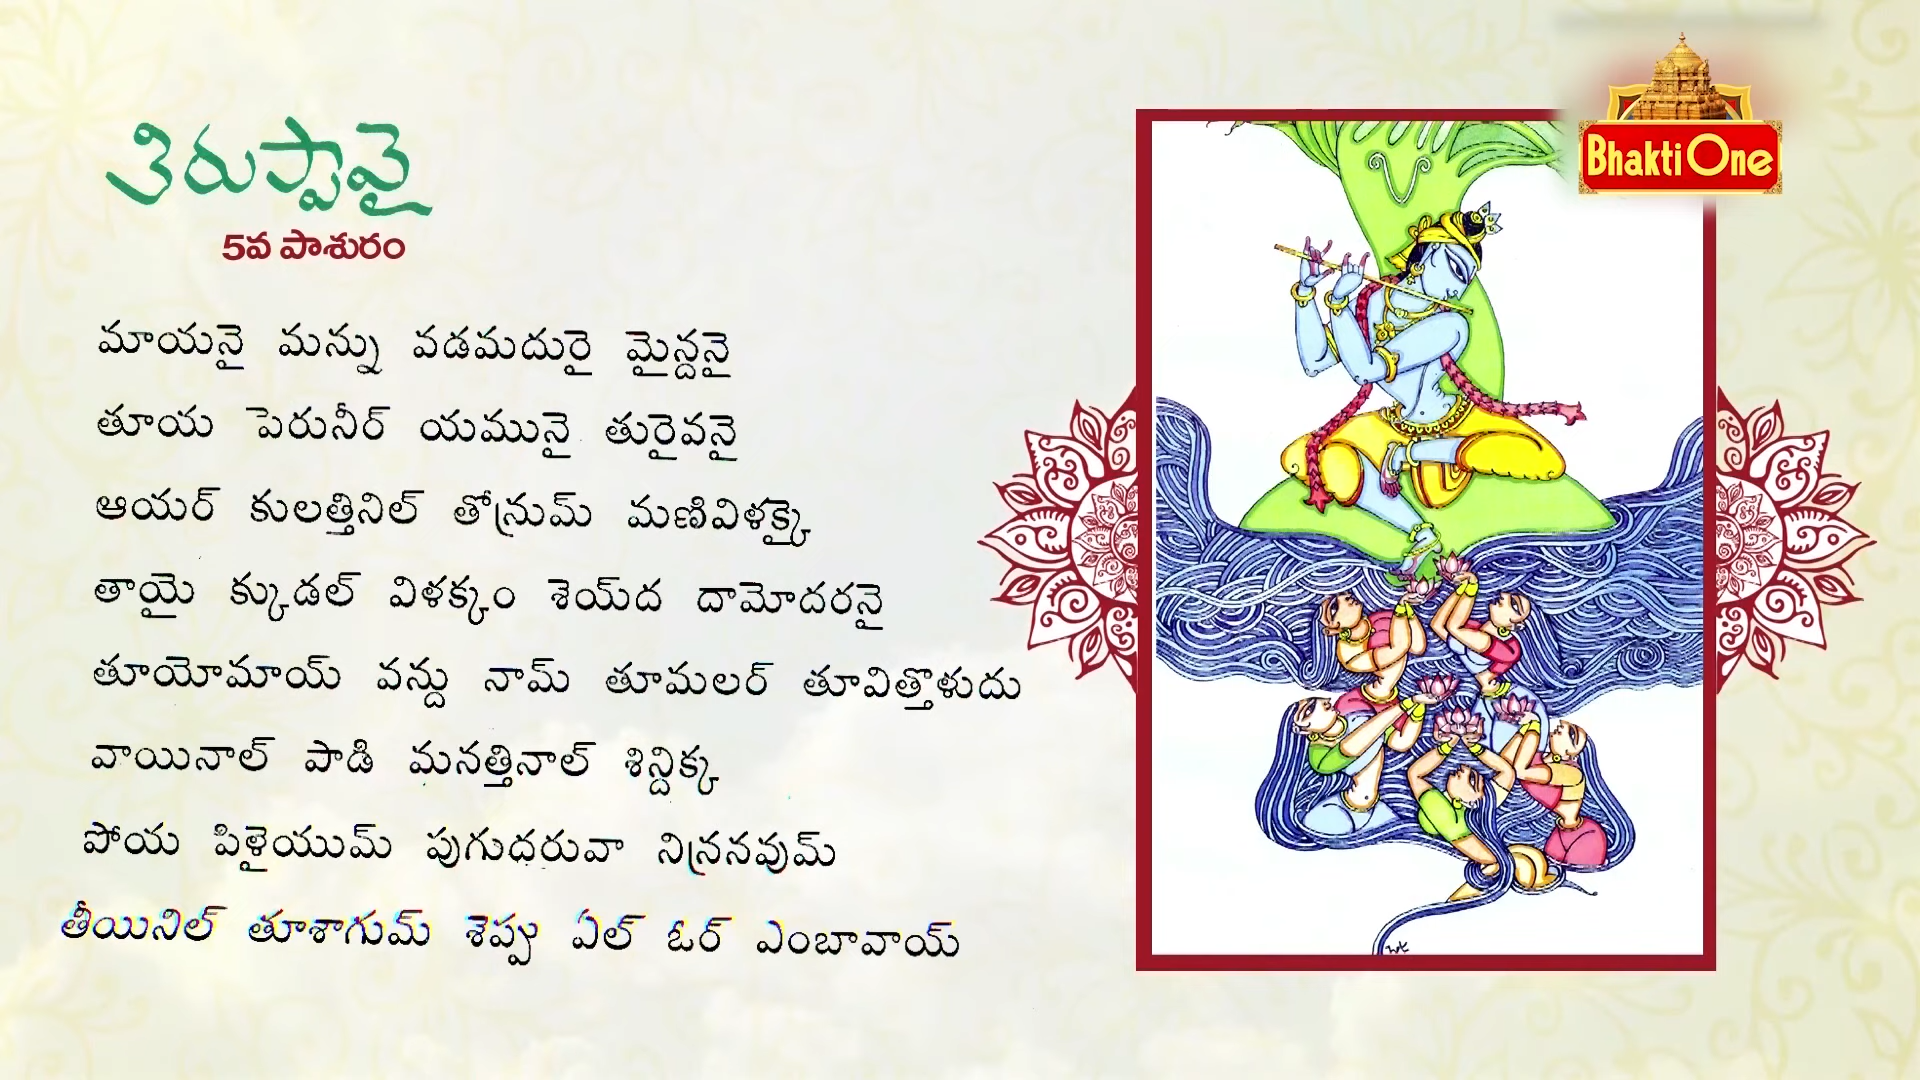 తిరుప్పావై
5వ పాశురం
మాయనై మన్ను వడమదురై మైన్దనై
తూయ పెరునీర్ యమునై తురైవనై
ఆయర్ కులత్తినిల్ తోన్రుమ్ మణివిళక్కై
తాయై క్కుడల్ విళక్కం శెయ్‌ద దామోదరనై
తూయోమాయ్ వన్దు నామ్ తూమలర్ తూవిత్తొళుదు
వాయినాల్ పాడి మనత్తినాల్ శిన్దిక్క
పోయ పిళైయుమ్ పుగుదరువా నిన్రనవుమ్
తీయినిల్ తూశాగుమ్ శెప్పు ఏల్ ఓర్ ఎంబావాయ్
Bhakti One